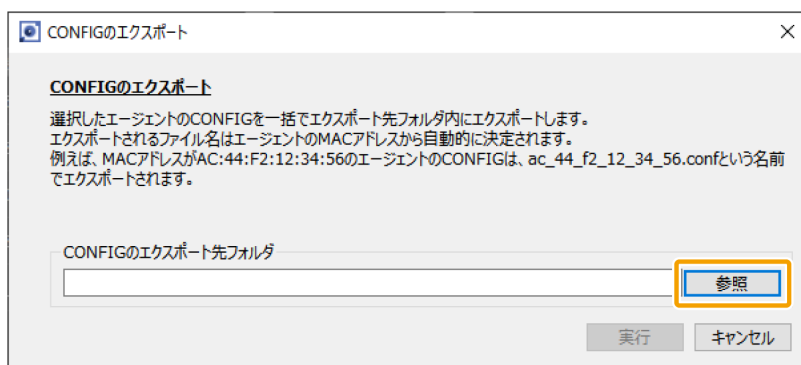 CONFIGのエクスポート
CONFIGのエクスポート
選択したエージェントのCONFIGを一括でエクスポート先フォルダ内にエクスポートします。
エクスポートされるファイル名はエージェントのMACアドレスから自動的に決定されます。
例えば、MACアドレスがAC:44:F2:12:34:56のエージェントのCONFIGは、ac_44_f2_12_34_56.confという名前
でエクスポートされます。
CONFIGのエクスポート先フォルダ
参照
実行
キャンセル